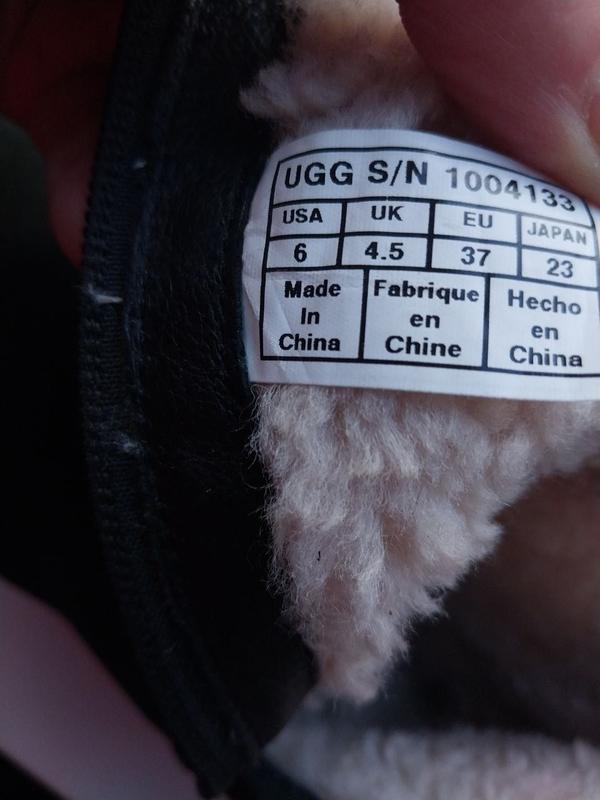 UGG S/N 1004133
USA UK EU JAPAN
6 4.5 37 23
Made Fabrique Hecho
In en en
China Chine China